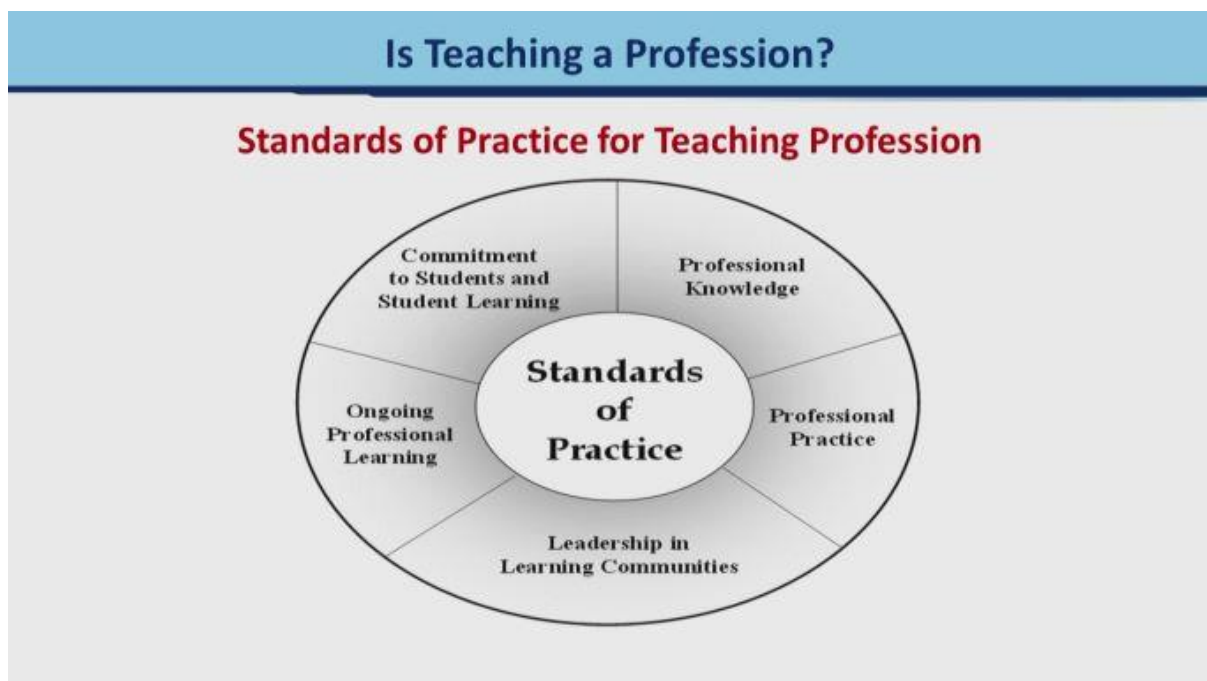 Is Teaching a Profession?
Standards of Practice for Teaching Profession
Commitment
to Students and
Student Learning
Professional
Knowledge
Standards
of
Practice
Ongoing
Professional
Learning
Professional
Practice
Leadership in
Learning Communities